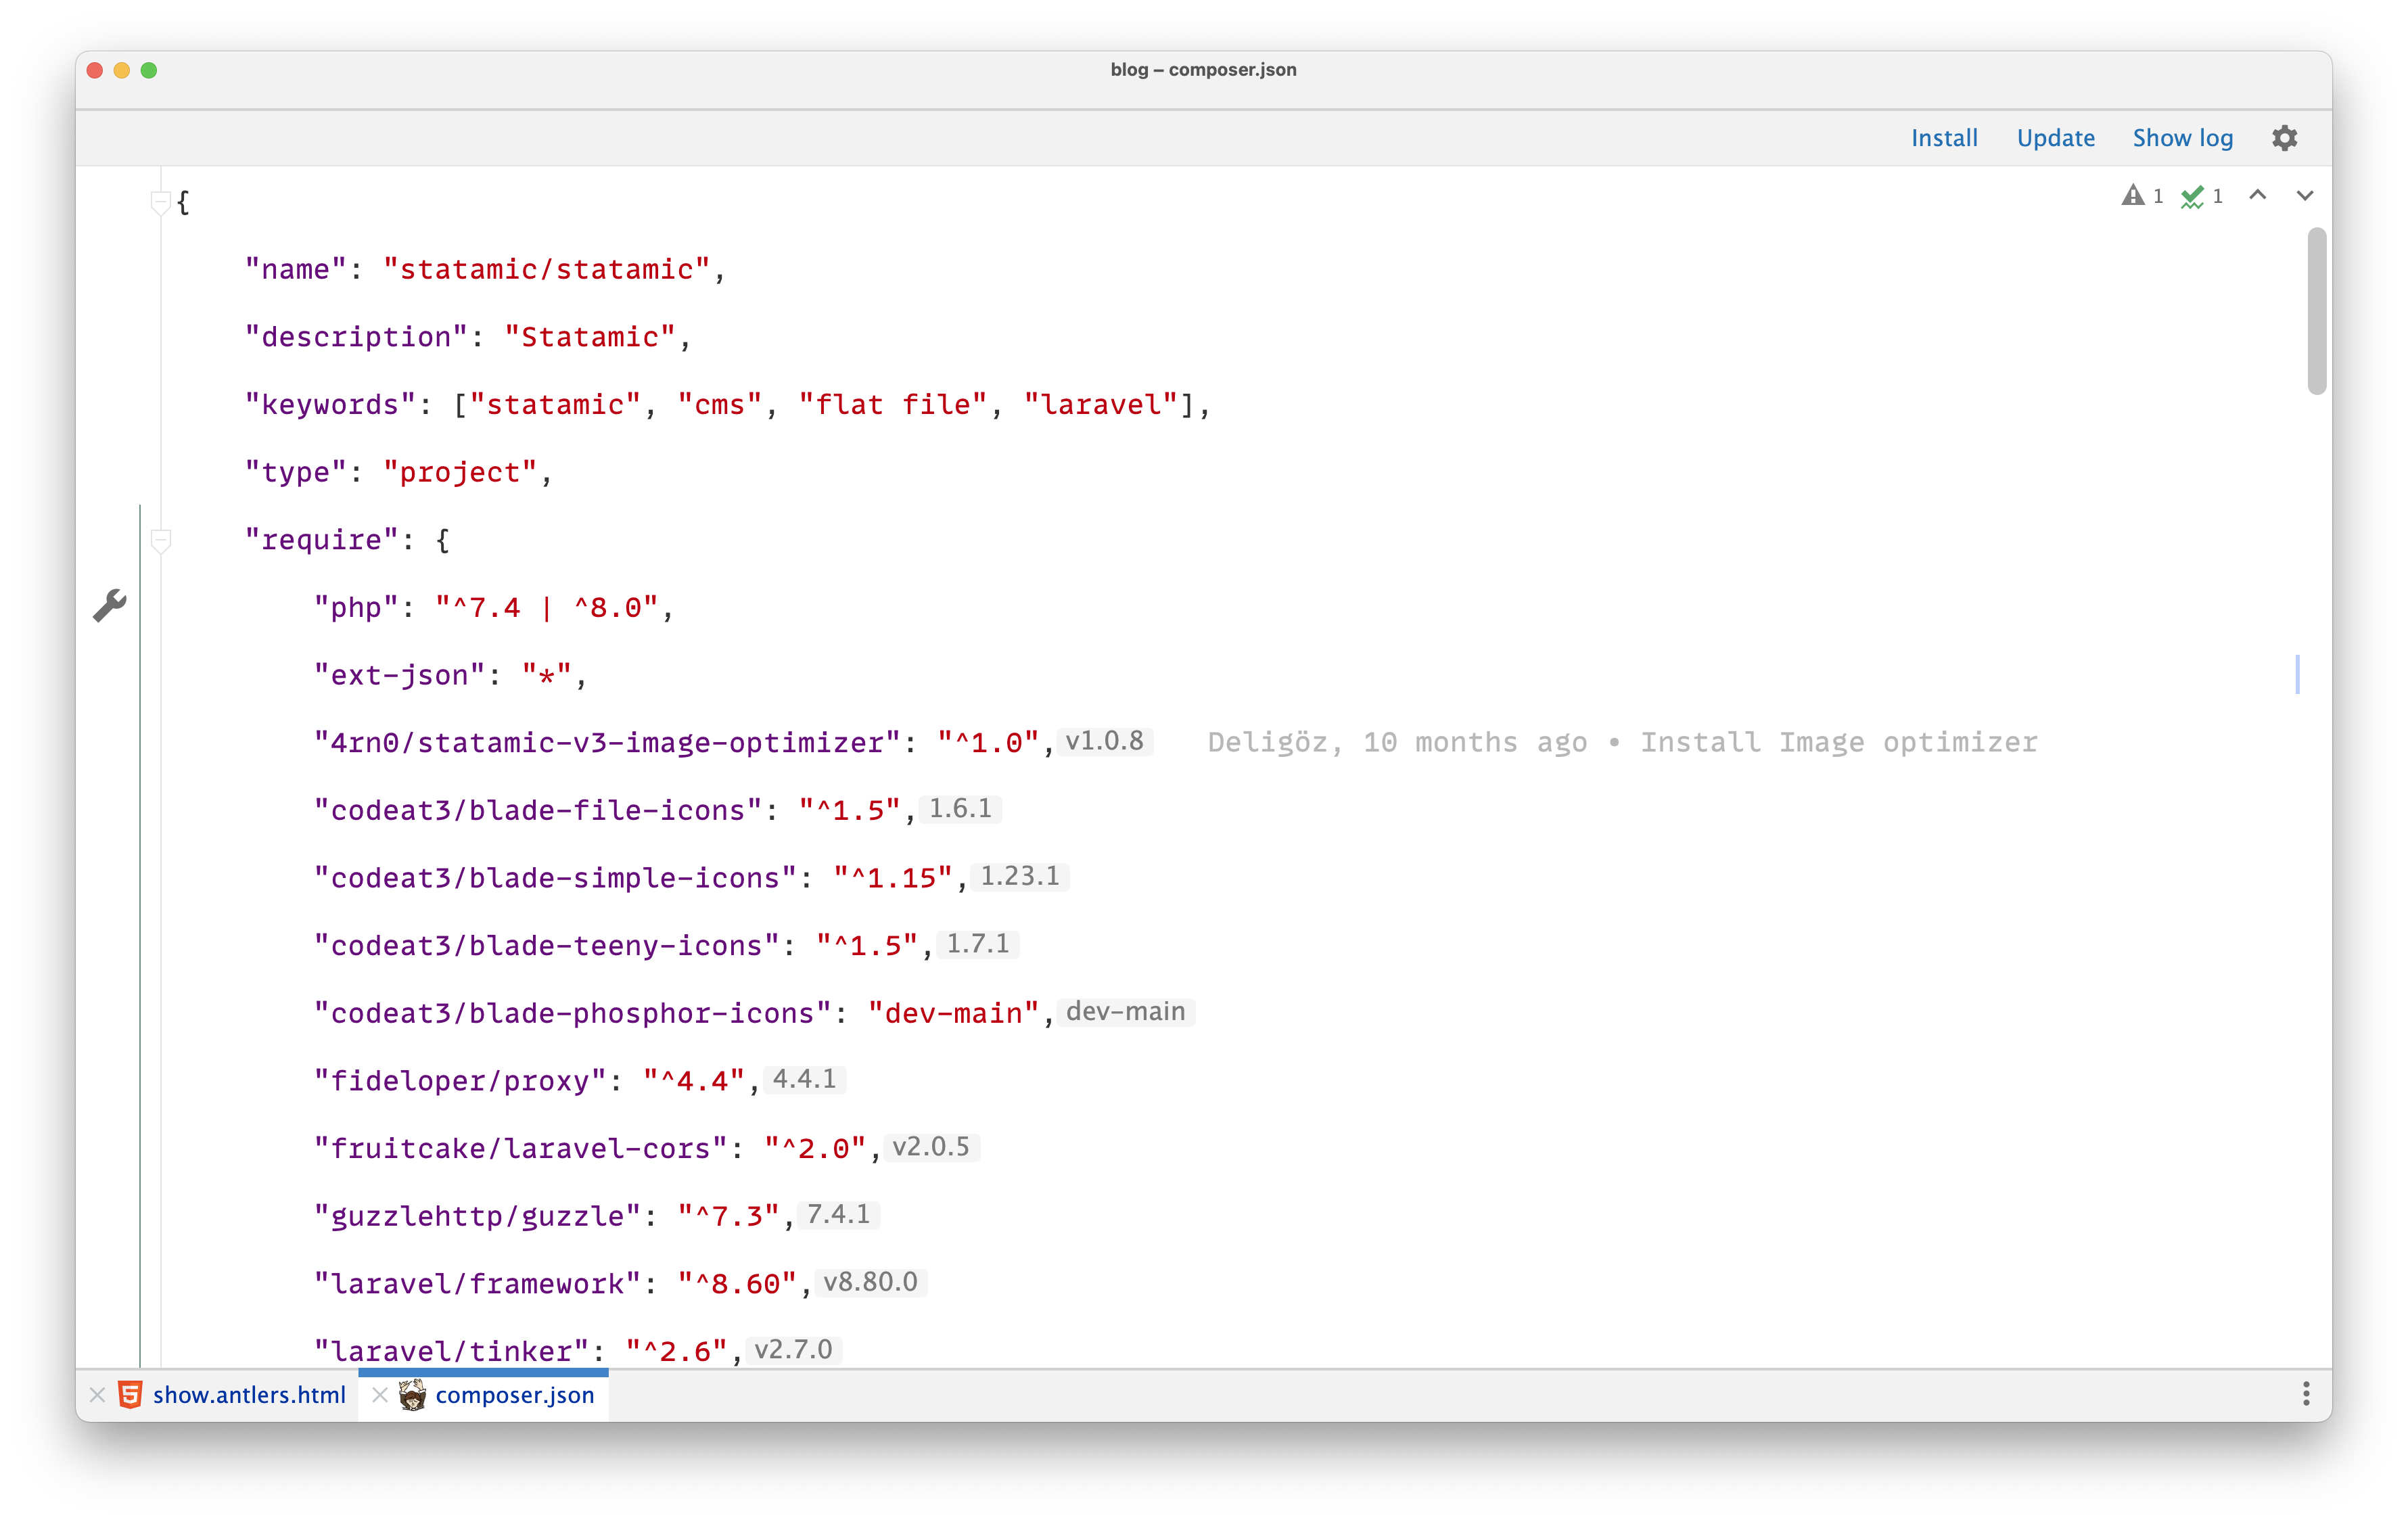 blog – composer.json
Install Update Show log
1 1
{
"name": "statamic/statamic",
"description": "Statamic",
"keywords": ["statamic", "cms", "flat file", "laravel"],
"type": "project",
"require": {
"php": "^7.4 | ^8.0",
"ext-json": "*",
"4rn0/statamic-v3-image-optimizer": "^1.0", v1.0.8 Deligöz, 10 months ago • Install Image optimizer
"codeat3/blade-file-icons": "^1.5", 1.6.1
"codeat3/blade-simple-icons": "^1.15", 1.23.1
"codeat3/blade-teeny-icons": "^1.5", 1.7.1
"codeat3/blade-phosphor-icons": "dev-main", dev-main
"fideloper/proxy": "^4.4", 4.4.1
"fruitcake/laravel-cors": "^2.0", v2.0.5
"guzzlehttp/guzzle": "^7.3", 7.4.1
"laravel/framework": "^8.60", v8.80.0
"laravel/tinker": "^2.6", v2.7.0
show.antlers.html composer.json